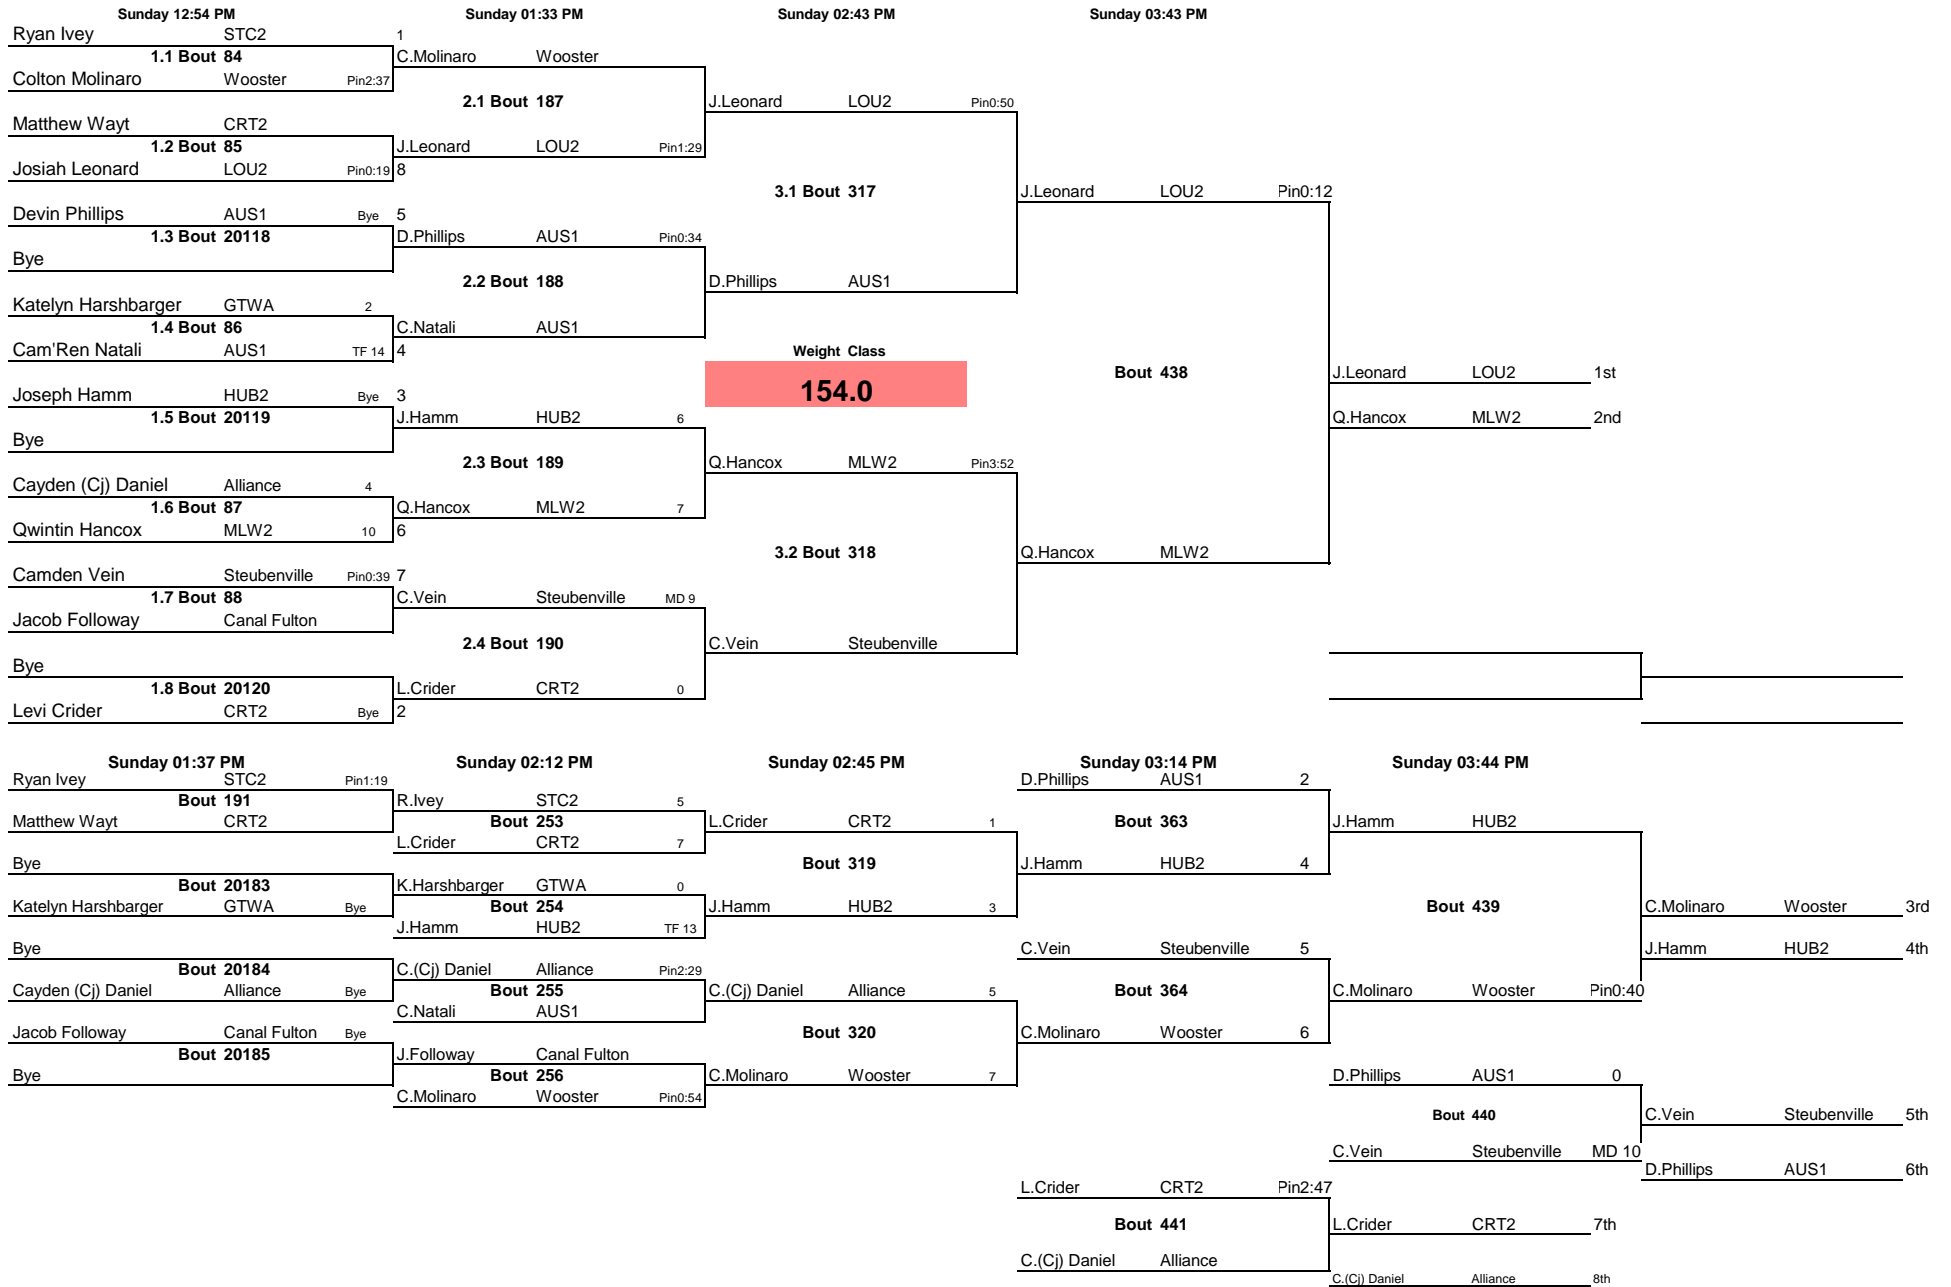 Sunday 12:54 PM Sunday 01:33 PM Sunday 02:43 PM Sunday 03:43 PM
Ryan Ivey STC2 1
1.1 Bout 84 C.Molinaro Wooster
Colton Molinaro Wooster Pin2:37
2.1 Bout 187 J.Leonard LOU2 Pin0:50
Matthew Wayt CRT2
1.2 Bout 85 J.Leonard LOU2 Pin1:29
Josiah Leonard LOU2 Pin0:19 8
3.1 Bout 317 J.Leonard LOU2 Pin0:12
Devin Phillips AUS1 Bye 5
1.3 Bout 20118 D.Phillips AUS1 Pin0:34
Bye
2.2 Bout 188 D.Phillips AUS1
Katelyn Harshbarger GTWA 2
1.4 Bout 86 C.Natali AUS1
Cam'Ren Natali AUS1 TF 14 4 Weight Class
Bout 438 J.Leonard LOU2 1st
154.0
Joseph Hamm HUB2 Bye 3
1.5 Bout 20119 J.Hamm HUB2 6 Q.Hancox MLW2 2nd
Bye
2.3 Bout 189 Q.Hancox MLW2 Pin3:52
Cayden (Cj) Daniel Alliance 4
1.6 Bout 87 Q.Hancox MLW2 7
Qwintin Hancox MLW2 10 6
3.2 Bout 318 Q.Hancox MLW2
Camden Vein Steubenville Pin0:39 7
1.7 Bout 88 C.Vein Steubenville MD 9
Jacob Followay Canal Fulton
2.4 Bout 190 C.Vein Steubenville
Bye
1.8 Bout 20120 L.Crider CRT2 0
Levi Crider CRT2 Bye 2
Sunday 01:37 PM Sunday 02:12 PM Sunday 02:45 PM Sunday 03:14 PM Sunday 03:44 PM
Ryan Ivey STC2 Pin1:19 D.Phillips AUS1 2
Bout 191 R.Ivey STC2 5
Matthew Wayt CRT2 Bout 253 L.Crider CRT2 1 Bout 363 J.Hamm HUB2
L.Crider CRT2 7
Bye Bout 319 J.Hamm HUB2 4
Bout 20183 K.Harshbarger GTWA 0
Katelyn Harshbarger GTWA Bye Bout 254 J.Hamm HUB2 3 Bout 439 C.Molinaro Wooster 3rd
J.Hamm HUB2 TF 13
Bye C.Vein Steubenville 5 J.Hamm HUB2 4th
Bout 20184 C.(Cj) Daniel Alliance Pin2:29
Cayden (Cj) Daniel Alliance Bye Bout 255 C.(Cj) Daniel Alliance 5 Bout 364 C.Molinaro Wooster Pin0:40
C.Natali AUS1
Jacob Followay Canal Fulton Bye Bout 320 C.Molinaro Wooster 6
Bout 20185 J.Followay Canal Fulton
Bye Bout 256 C.Molinaro Wooster 7 D.Phillips AUS1 0
C.Molinaro Wooster Pin0:54
Bout 440 C.Vein Steubenville 5th
C.Vein Steubenville MD 10
D.Phillips AUS1 6th
L.Crider CRT2 Pin2:47
Bout 441 L.Crider CRT2 7th
C.(Cj) Daniel Alliance
C.(Cj) Daniel Alliance 8th